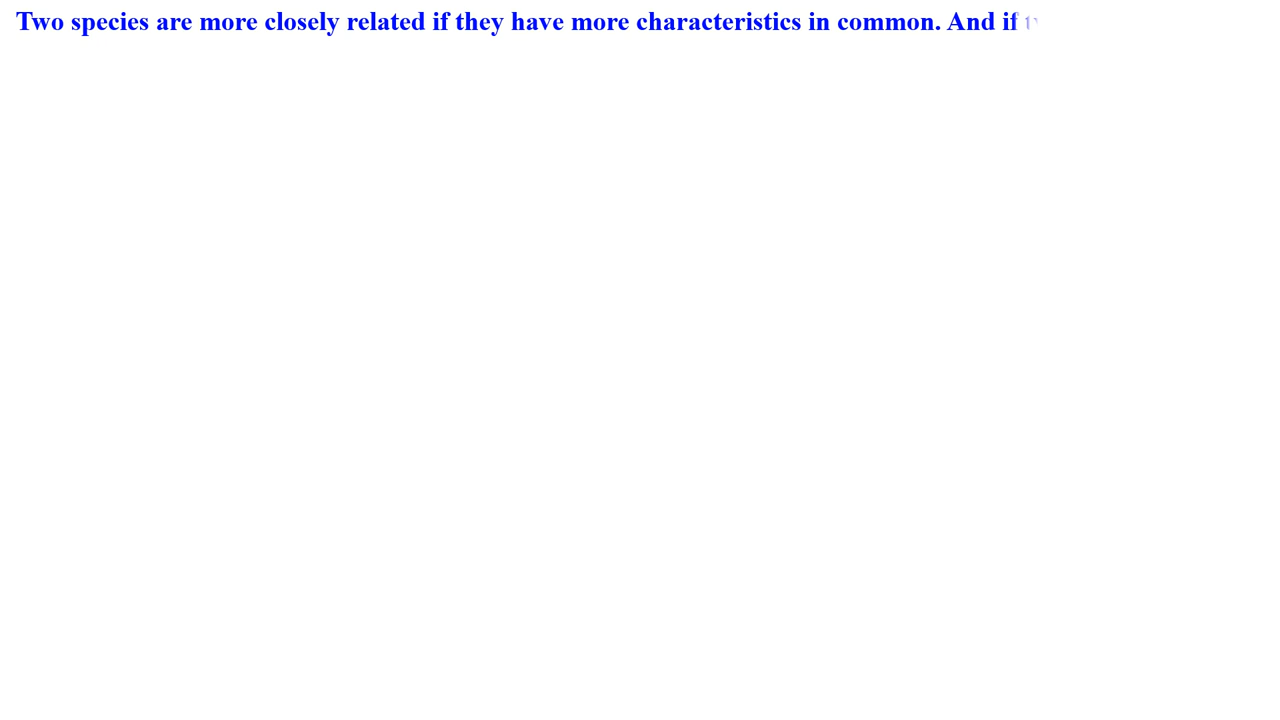 Two species are more closely related if they have more characteristics in common. And if